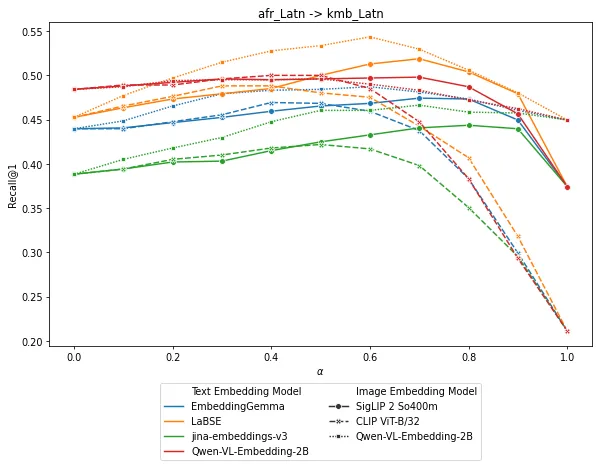 afr_Latn -> kmb_Latn
Recall@1
0.55
0.50
0.45
0.40
0.35
0.30
0.25
0.20
0.0
0.2
0.4
0.6
0.8
1.0
α
Text Embedding Model
EmbeddingGemma
LaBSE
jina-embeddings-v3
Qwen-VL-Embedding-2B
Image Embedding Model
SigLIP 2 So400m
CLIP ViT-B/32
Qwen-VL-Embedding-2B